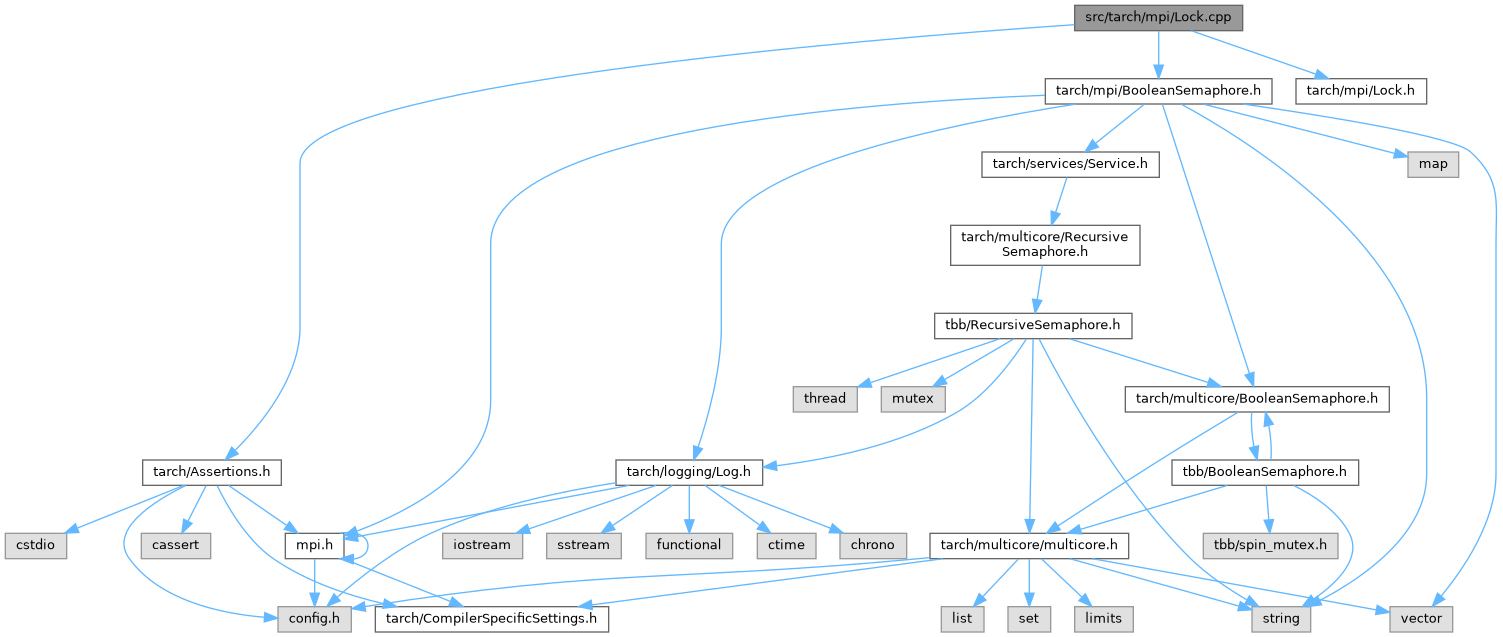 src/tarch/mpi/Lock.cpp
tarch/mpi/BooleanSemaphore.h
tarch/mpi/Lock.h
tarch/services/Service.h
map
tarch/multicore/Recursive
Semaphore.h
tbb/RecursiveSemaphore.h
thread
mutex
tarch/multicore/BooleanSemaphore.h
tarch/Assertions.h
tarch/logging/Log.h
tbb/BooleanSemaphore.h
cstdio
cassert
mpi.h
iostream
sstream
functional
ctime
chrono
tarch/multicore/multicore.h
tbb/spin_mutex.h
config.h
tarch/CompilerSpecificSettings.h
list
set
limits
string
vector